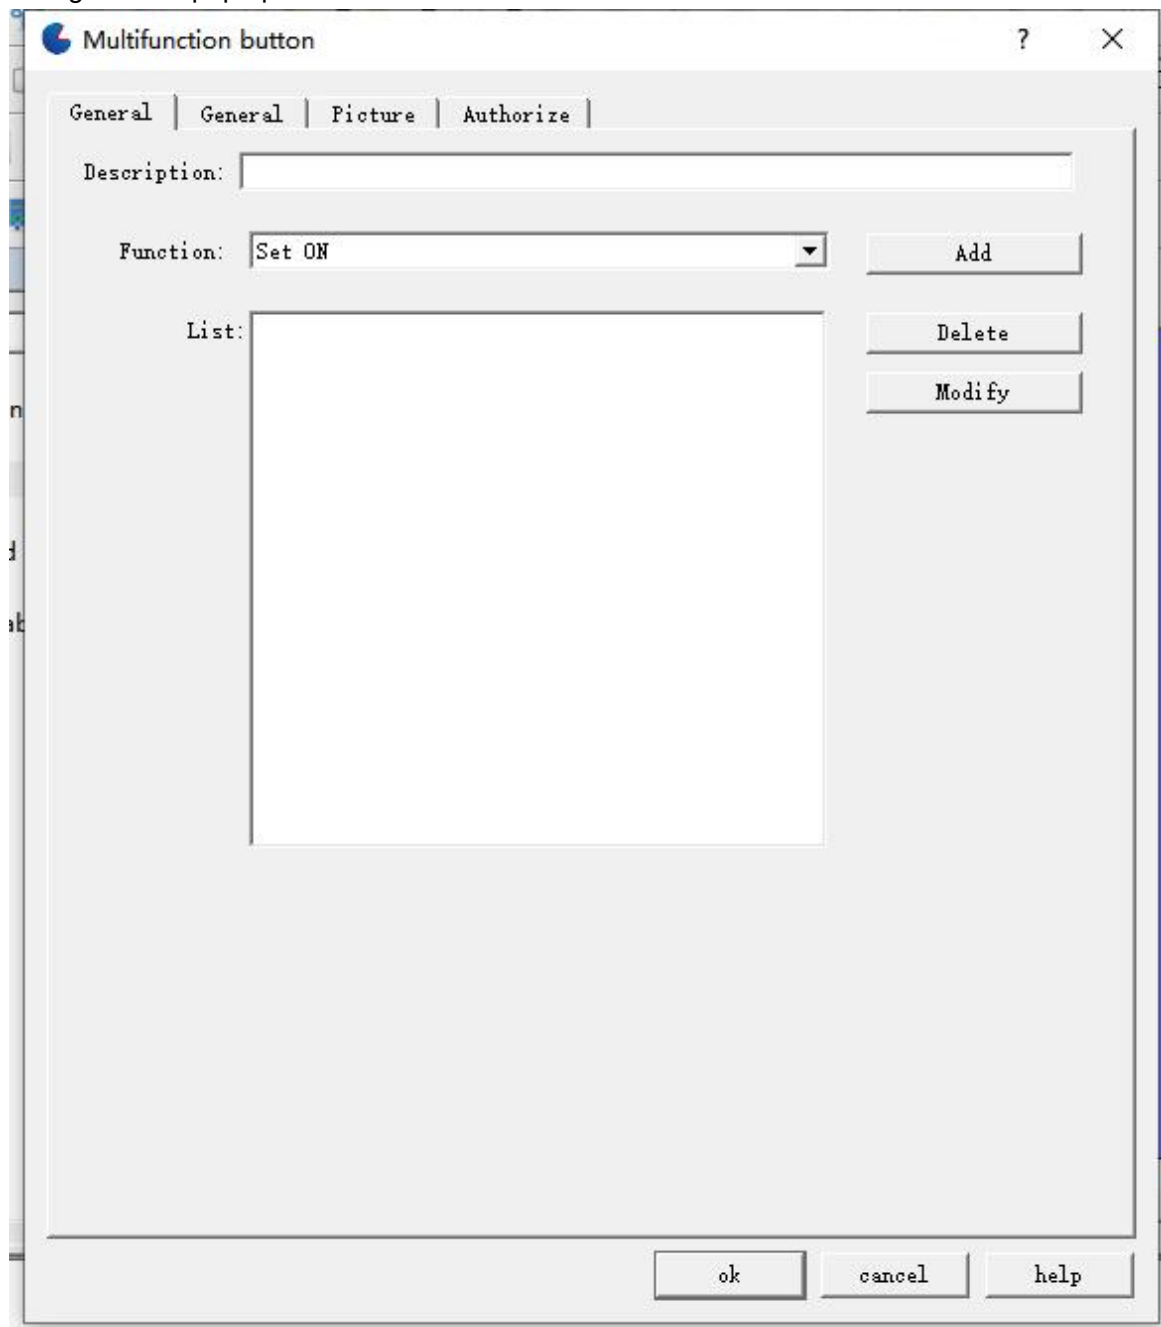 Multifunction button ?
General General Picture Authorize
Description:
Function: Set ON Add
List: Delete
Modify
ok cancel help